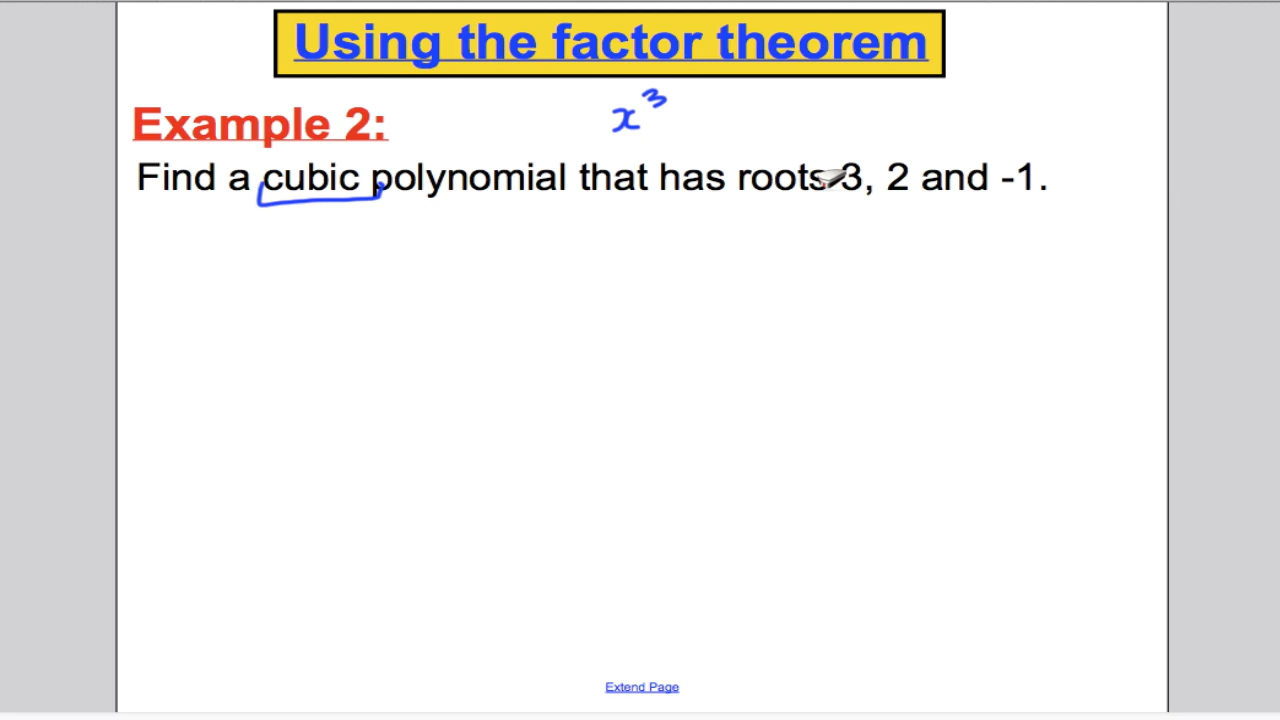 Using the factor theorem
Example 2: x³
Find a cubic polynomial that has roots 3, 2 and -1.
Extend Page